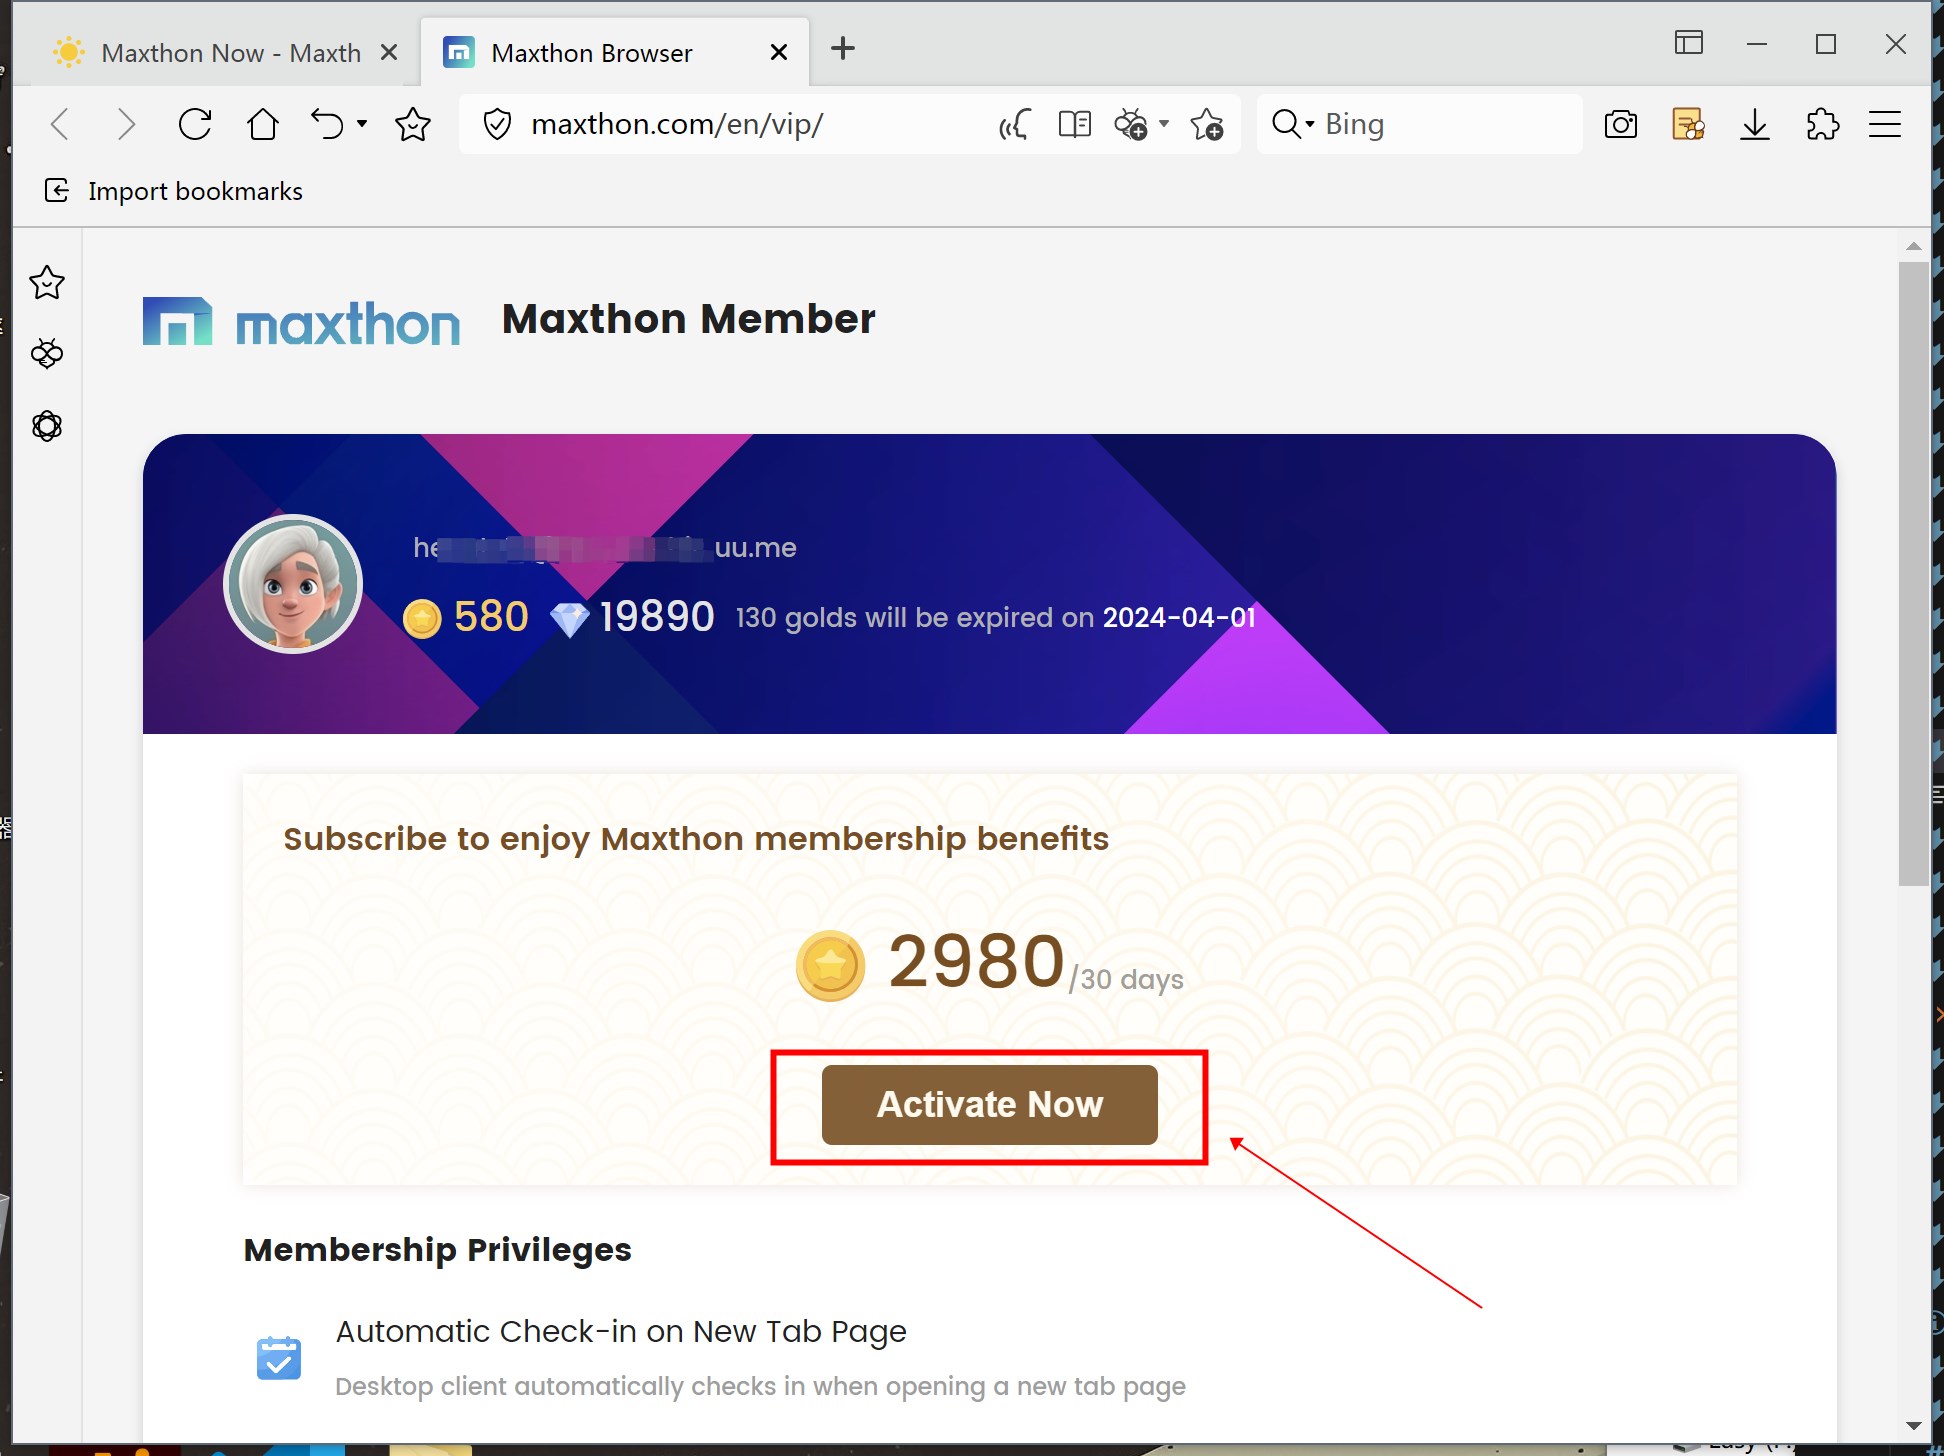 Maxthon Now - Maxth
Maxthon Browser
maxthon.com/en/vip/
Bing
Import bookmarks
maxthon
Maxthon Member
he
uu.me
580
19890
130 golds will be expired on 2024-04-01
Subscribe to enjoy Maxthon membership benefits
2980/30 days
Activate Now
Membership Privileges
Automatic Check-in on New Tab Page
Desktop client automatically checks in when opening a new tab page